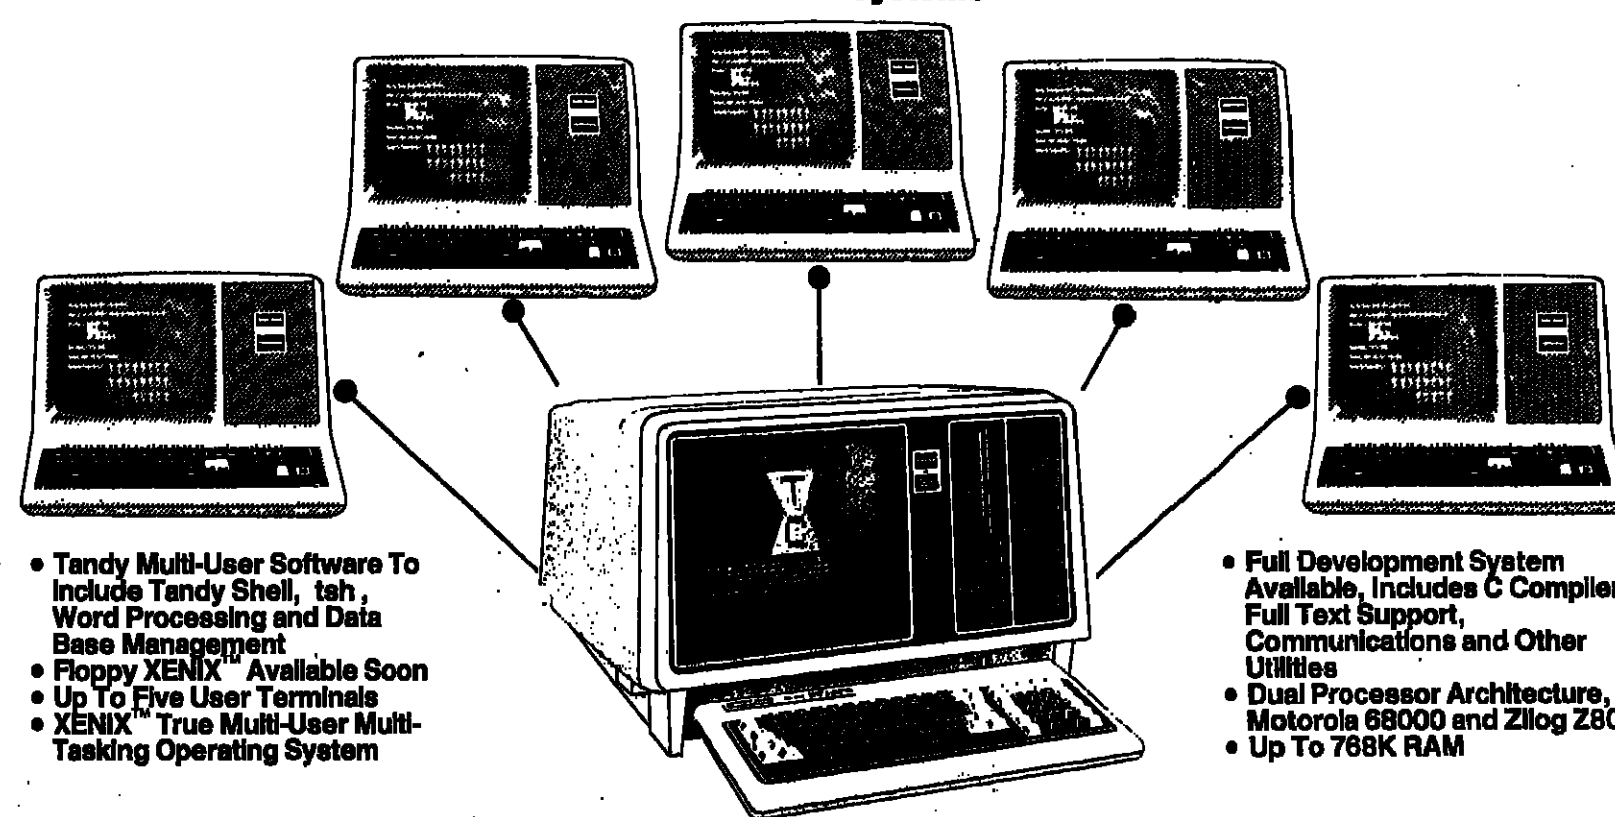 • Tandy Multi-User Software To
Include Tandy Shell, tsh,
Word Processing and Data
Base Management
• Floppy XENIX™ Available Soon
• Up To Five User Terminals
• XENIX™ True Multi-User Multi-
Tasking Operating System
• Full Development System
Available, Includes C Compiler
Full Text Support,
Communications and Other
Utilities
• Dual Processor Architecture,
Motorola 68000 and Zilog Z80
• Up To 768K RAM
T
C